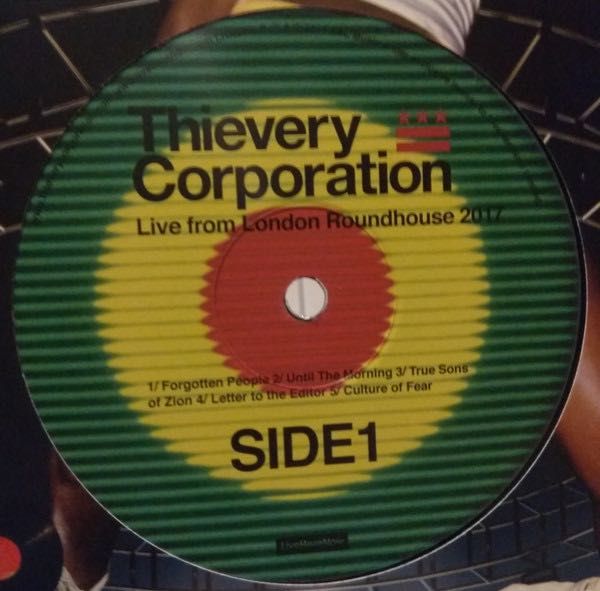 Thievery
Corporation
Live from London Roundhouse 2017
1/ Forgotten People 2/ Until The Morning 3/ True Sons
of Zion 4/ Letter to the Editor 5/ Culture of Fear
SIDE1
LiveHereNow